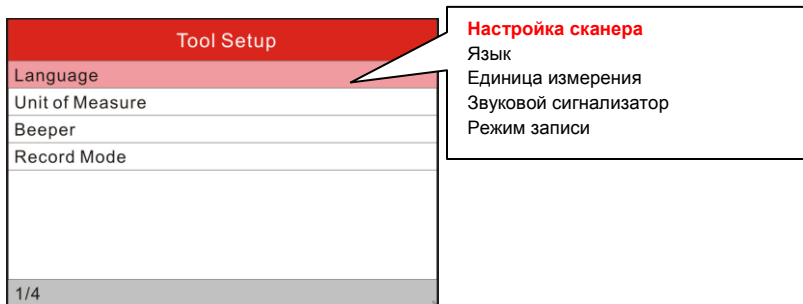 Tool Setup
Language
Unit of Measure
Beeper
Record Mode
1/4
Настройка сканера
Язык
Единица измерения
Звуковой сигнализатор
Режим записи